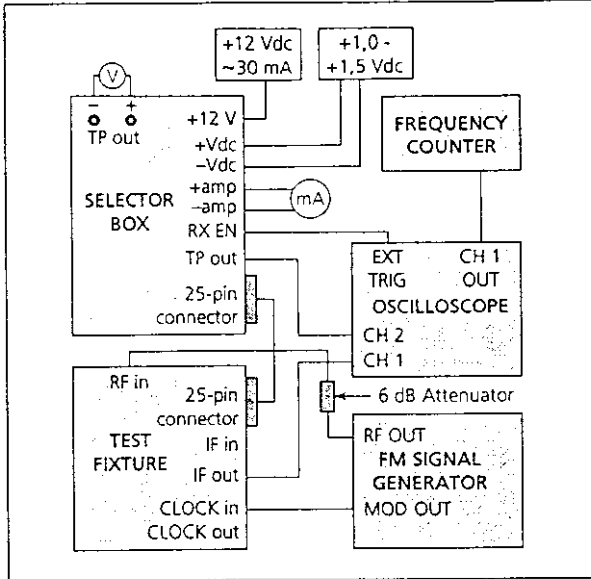 +12 Vdc
~30 mA
+1,0 -
+1,5 Vdc
V
- +
TP out
SELECTOR
BOX
+12 V
+Vdc
-Vdc
+amp
-amp
RX EN
TP out
25-pin
connector
mA
FREQUENCY
COUNTER
EXT
TRIG
CH 1
OUT
OSCILLOSCOPE
CH 2
CH 1
RF in
25-pin
connector
TEST
FIXTURE
IF in
IF out
CLOCK in
CLOCK out
6 dB Attenuator
RF OUT
FM SIGNAL
GENERATOR
MOD OUT